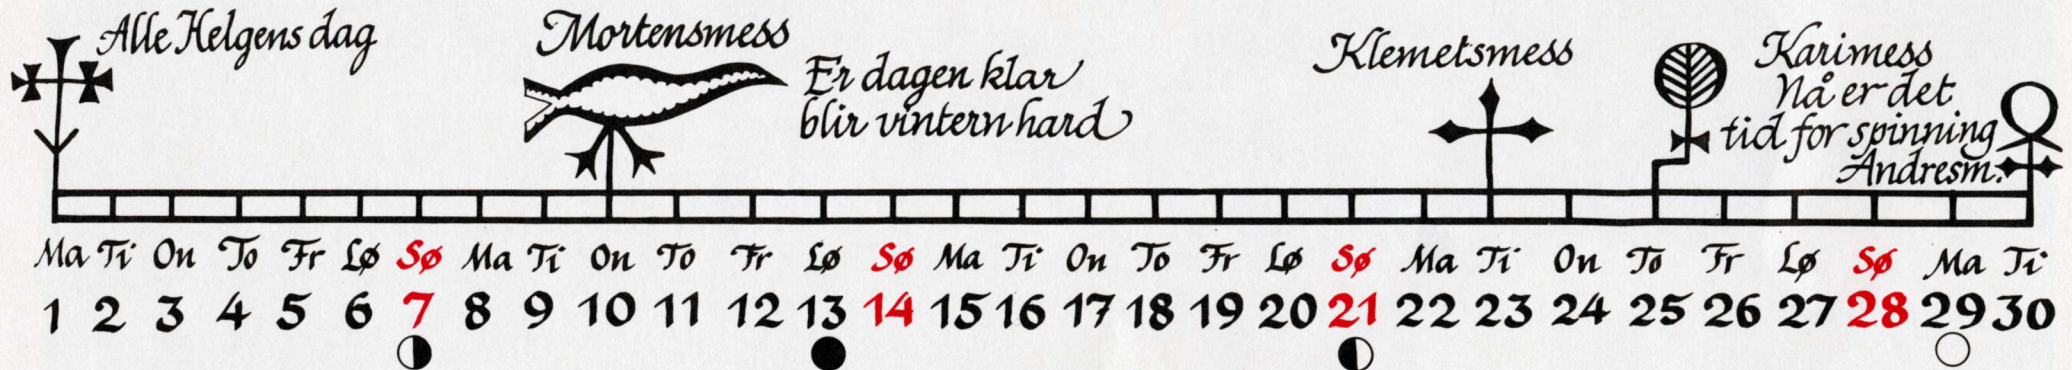 Alle Helgens dag
Mortensmess
Er dagen klar
blir vintern hard
Klemetsmess
Karimess
Nå er det
tid for spinning
Andresm.
Ma Ti On To Fr Lø Sø Ma Ti On To Fr Lø Sø Ma Ti On To Fr Lø Sø Ma Ti On To Fr Lø Sø Ma Ti
1 2 3 4 5 6 7 8 9 10 11 12 13 14 15 16 17 18 19 20 21 22 23 24 25 26 27 28 29 30